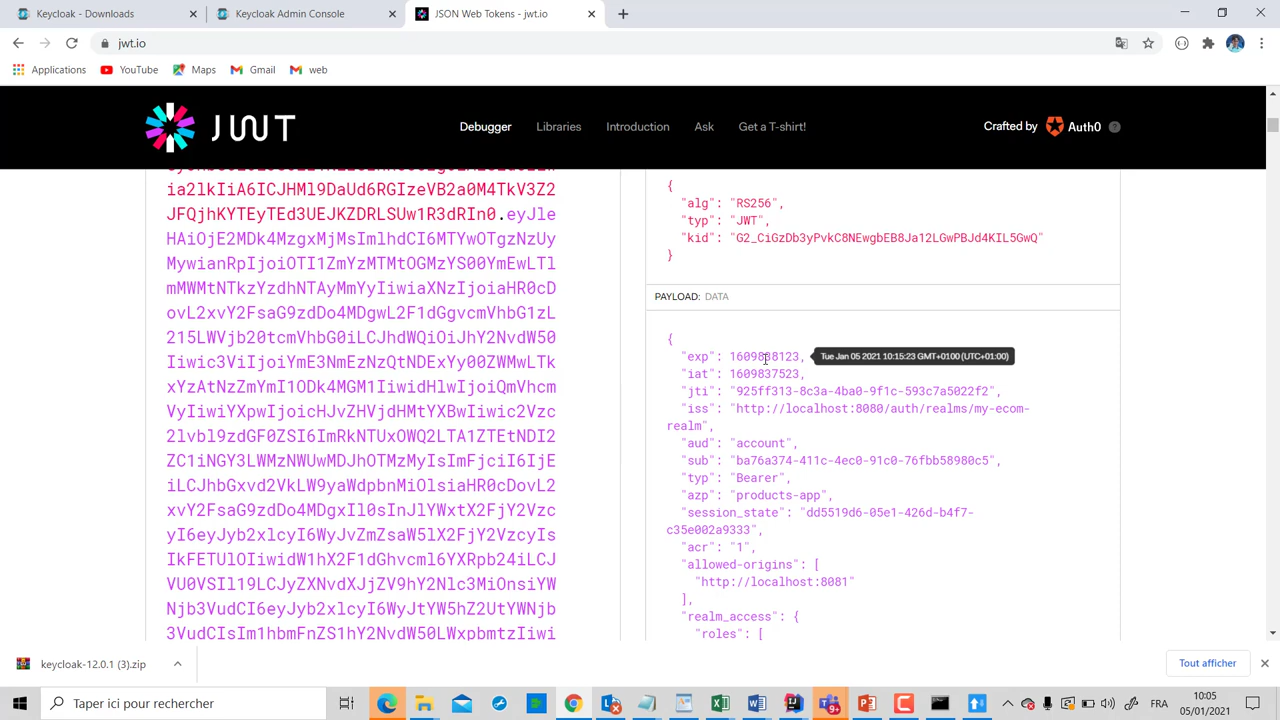 Keycloak - Downloads
Keycloak Admin Console
JSON Web Tokens - jwt.io
jwt.io
Applications
YouTube
Maps
Gmail
web
JWT
Debugger
Libraries
Introduction
Ask
Get a T-shirt!
Crafted by
Auth0
?
ia2lkIiA6ICJHMl9DaUd6RGIzeVB2a0M4TkV3Z2
JFQjhKYTEyTEd3UEJKZDRLSUw1R3dRIn0.eyJle
HAiOjE2MDk4MzgxMjMsImlhdCI6MTYwOTgzNzUy
MywianRpIjoiOTI1ZmYzMTMtOGMzYS00YmEwLTl
mMWMtNTkzYzdhNTAyMmYyIiwiaXNzIjoiaHR0cD
ovL2xvY2FsaG9zdDo4MDgwL2F1dGgvcmVhbG1zL
215LWVjb20tcmVhbG0iLCJhdWQiOiJhY2NvdW50
Iiwic3ViIjoiYmE3NmEzNzQtNDExYy00ZWMwLTk
xYzAtNzZmYmI1ODk4MGM1IiwidHlwIjoiQmVhcm
VyIiwiYXpwIjoicHJvZHVjdHMtYXBwIiwic2Vzc
2lvbl9zdGF0ZSI6ImRkNTUxOWQ2LTA1ZTEtNDI2
ZC1iNGY3LWMzNWUwMDJhOTMzMyIsImFjciI6IjE
iLCJhbGxvd2VkLW9yaWdpbnMiOlsiaHR0cDovL2
xvY2FsaG9zdDo4MDgxIl0sInJlYWxtX2FjY2Vzc
yI6eyJyb2xlcyI6WyJvZmZsaW5lX2FjY2VzcyIs
IkFETUlOIiwidW1hX2F1dGhvcml6YXRpb24iLCJ
VU0VSIl19LCJyZXNvdXJjZV9hY2Nlc3MiOnsiYW
Njb3VudCI6eyJyb2xlcyI6WyJtYW5hZ2UtYWNjb
3VudCIsIm1hbmFnZS1hY2NvdW50LWxpbmtzIiwi
{
"alg": "RS256",
"typ": "JWT",
"kid": "G2_CiGzDb3yPvkC8NEwgbEB8Ja12LGwPBJd4KIL5GwQ"
}
PAYLOAD: DATA
{
"exp": 1609838123,
Tue Jan 05 2021 10:15:23 GMT+0100 (UTC+01:00)
"iat": 1609837523,
"jti": "925ff313-8c3a-4ba0-9f1c-593c7a5022f2",
"iss": "http://localhost:8080/auth/realms/my-ecom-
realm",
"aud": "account",
"sub": "ba76a374-411c-4ec0-91c0-76fbb58980c5",
"typ": "Bearer",
"azp": "products-app",
"session_state": "dd5519d6-05e1-426d-b4f7-
c35e002a9333",
"acr": "1",
"allowed-origins": [
"http://localhost:8081"
],
"realm_access": {
"roles": [
keycloak-12.0.1 (3).zip
Tout afficher
Taper ici pour rechercher
9+
FRA
10:05
05/01/2021